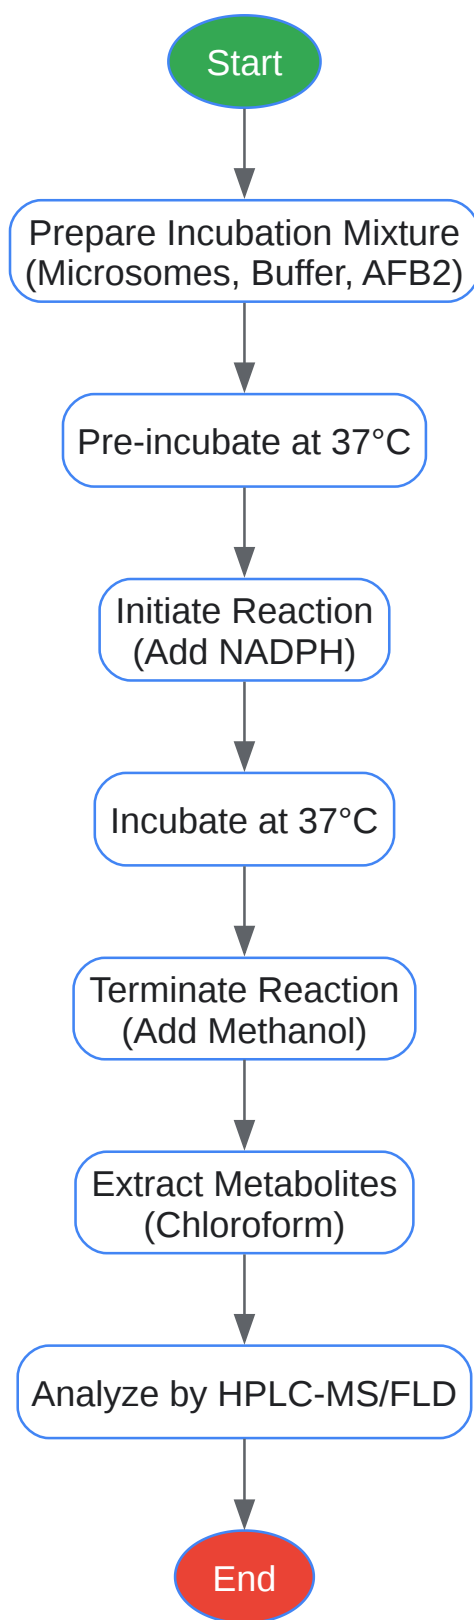 Start
Prepare Incubation Mixture
(Microsomes, Buffer, AFB2)
Pre-incubate at 37°C
Initiate Reaction
(Add NADPH)
Incubate at 37°C
Terminate Reaction
(Add Methanol)
Extract Metabolites
(Chloroform)
Analyze by HPLC-MS/FLD
End